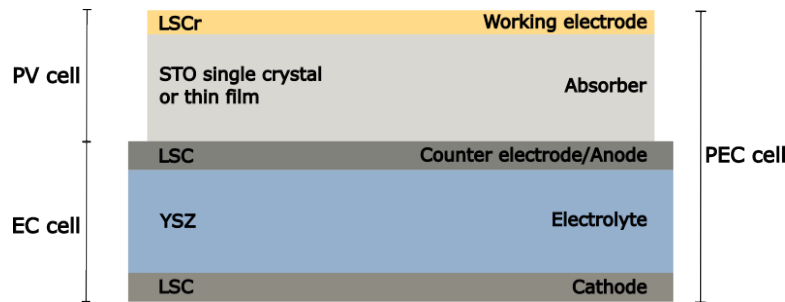 LSCr Working electrode
PV cell
STO single crystal
or thin film
Absorber
LSC Counter electrode/Anode
PEC cell
EC cell
YSZ Electrolyte
LSC Cathode